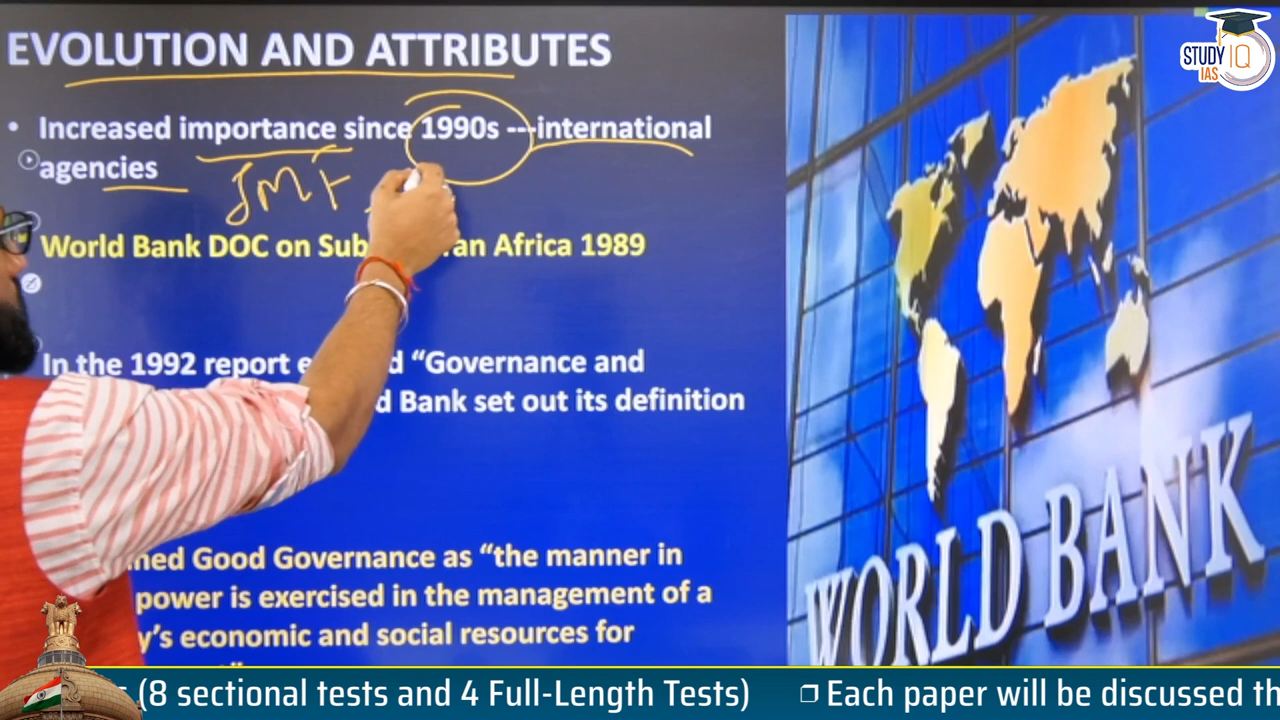 EVOLUTION AND ATTRIBUTES
STUDY IQ
IAS
• Increased importance since 1990s ---international
agencies
IMF
World Bank DOC on Sub an Africa 1989
In the 1992 report “Governance and
Bank set out its definition
Good Governance as “the manner in
power is exercised in the management of a
economic and social resources for
WORLD BANK
(8 sectional tests and 4 Full-Length Tests) ❐ Each paper will be discussed